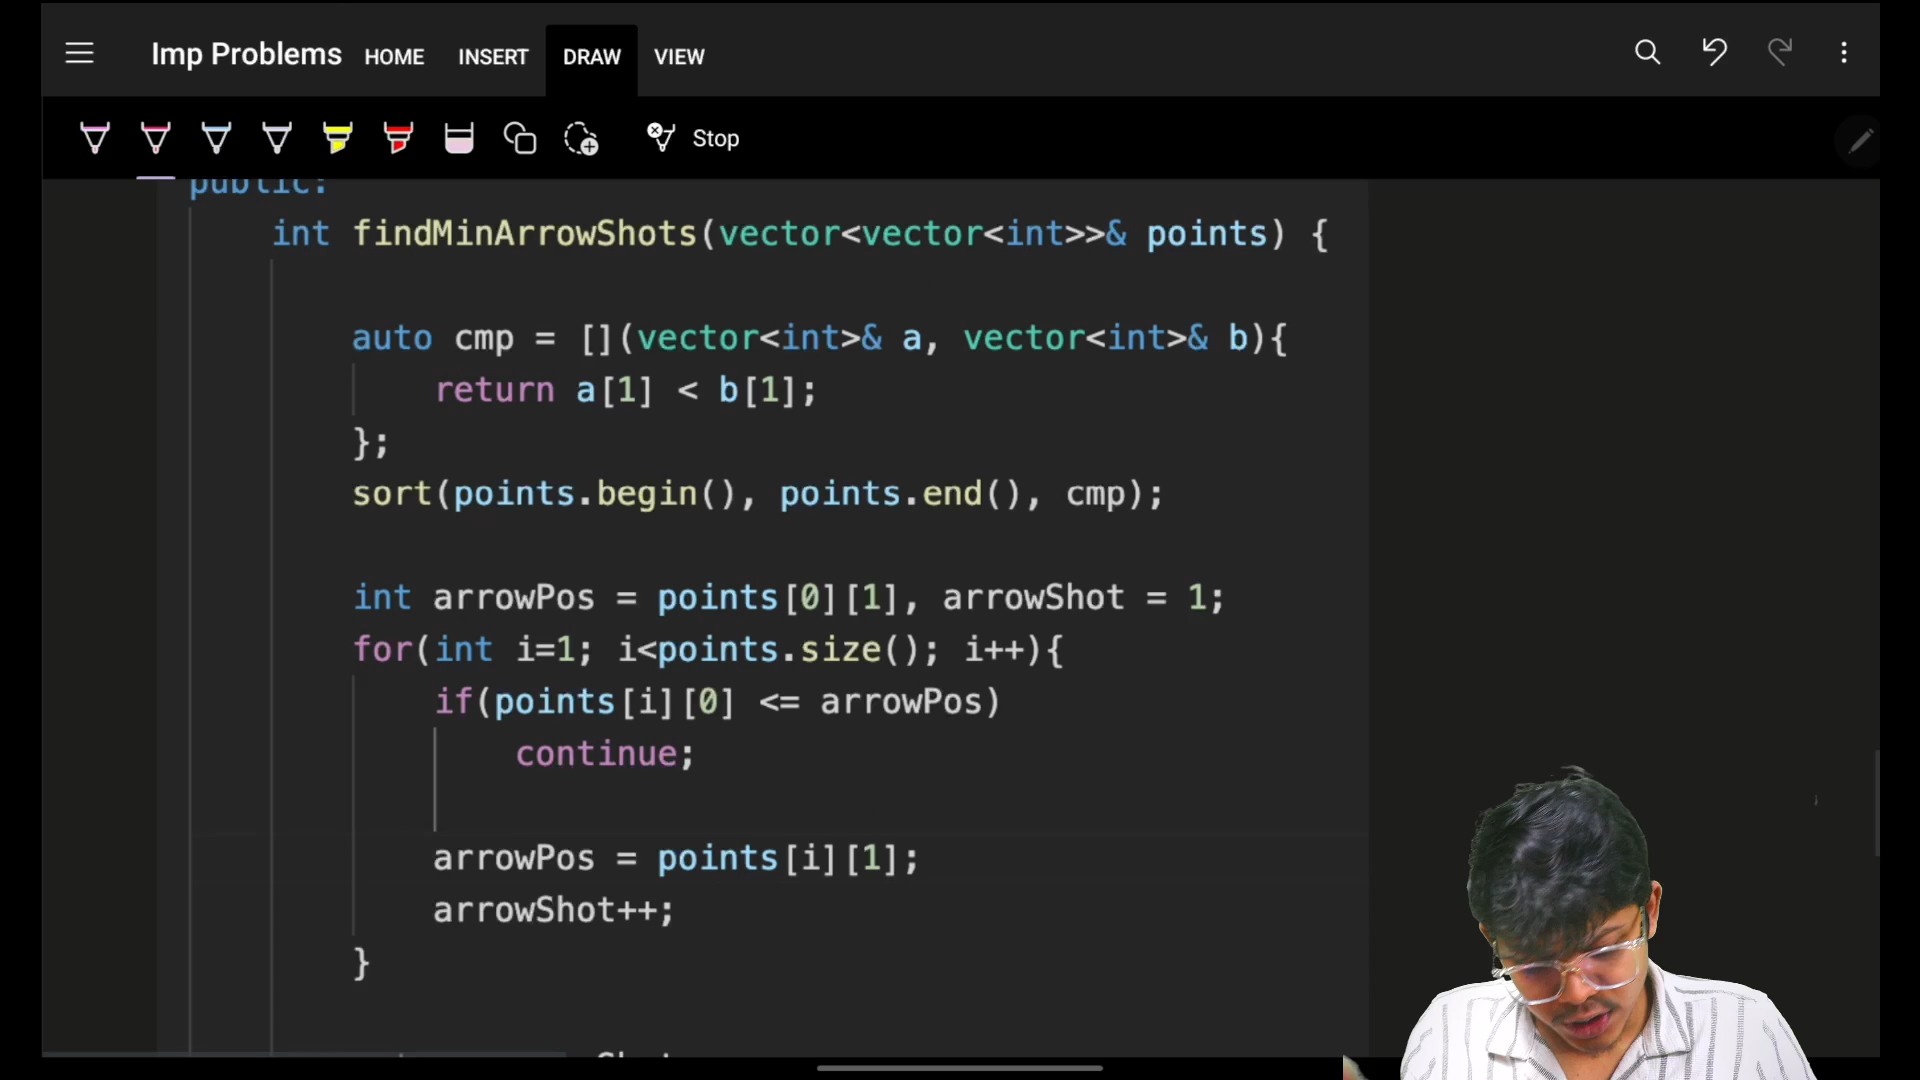 Imp Problems HOME INSERT DRAW VIEW
Stop
public:
int findMinArrowShots(vector<vector<int>>& points) {
auto cmp = [](vector<int>& a, vector<int>& b){
return a[1] < b[1];
};
sort(points.begin(), points.end(), cmp);
int arrowPos = points[0][1], arrowShot = 1;
for(int i=1; i<points.size(); i++){
if(points[i][0] <= arrowPos)
continue;
arrowPos = points[i][1];
arrowShot++;
}